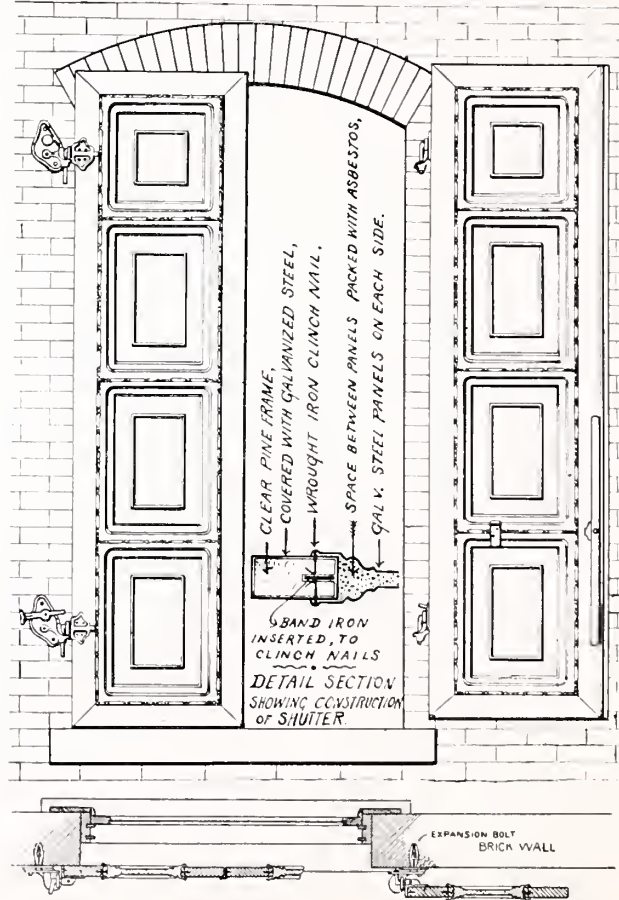 CLEAR PINE FRAME,
COVERED WITH GALVANIZED STEEL,
WROUGHT IRON CLINCH NAIL.
SPACE BETWEEN PANELS PACKED WITH ASBESTOS,
GALV. STEEL PANELS ON EACH SIDE.
BAND IRON
INSERTED, TO
CLINCH NAILS
DETAIL SECTION
SHOWING CONSTRUCTION
OF SHUTTER.
EXPANSION BOLT
BRICK WALL